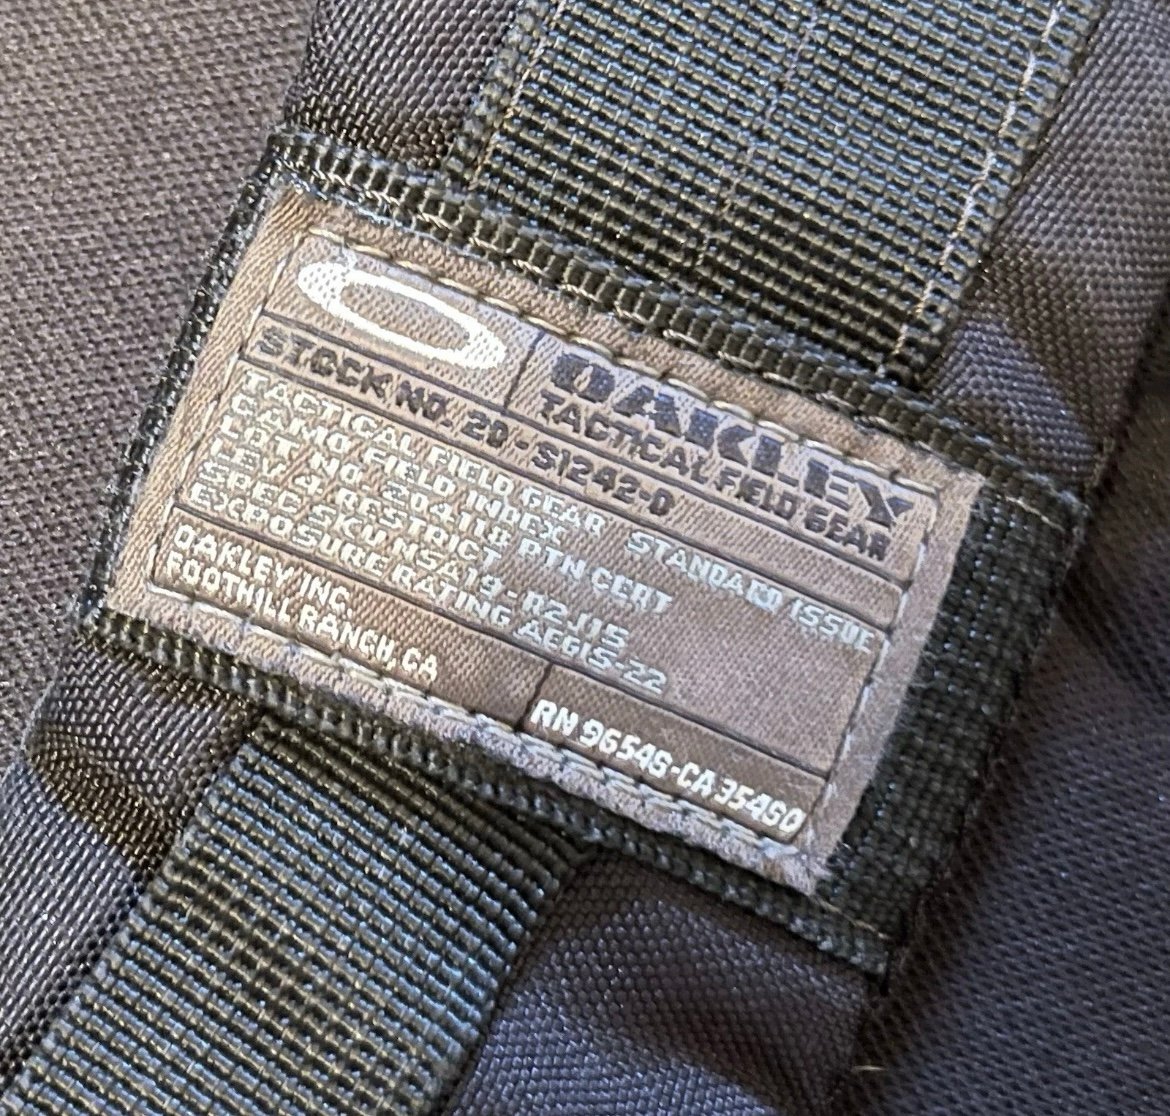 OAKLEY
TACTICAL FIELD GEAR
STOCK NO. 20-S1242-D
TACTICAL FIELD GEAR STANDARD ISSUE
CAMO FIELD INDEX
LOT NO 204118 PTN CERT
LEV 4 RESTRICT
SPEC SKU NSA19-R2J15
EXPOSURE RATING AEGIS-22
OAKLEY INC.
FOOTHILL RANCH, CA
RN 96548-CA 35460